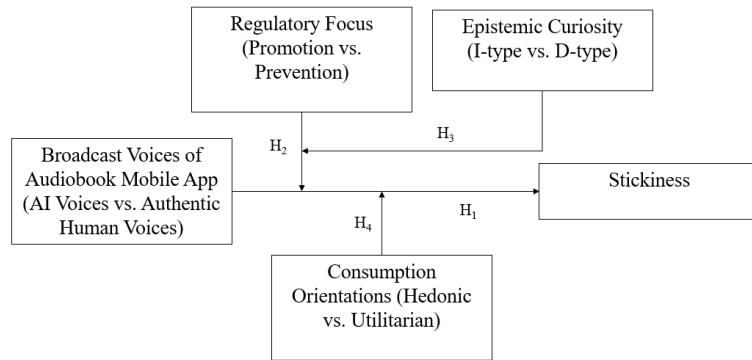 Regulatory Focus
(Promotion vs.
Prevention)
Epistemic Curiosity
(I-type vs. D-type)
H2
H3
Broadcast Voices of
Audiobook Mobile App
(AI Voices vs. Authentic
Human Voices)
Stickiness
H4
H1
Consumption
Orientations (Hedonic
vs. Utilitarian)